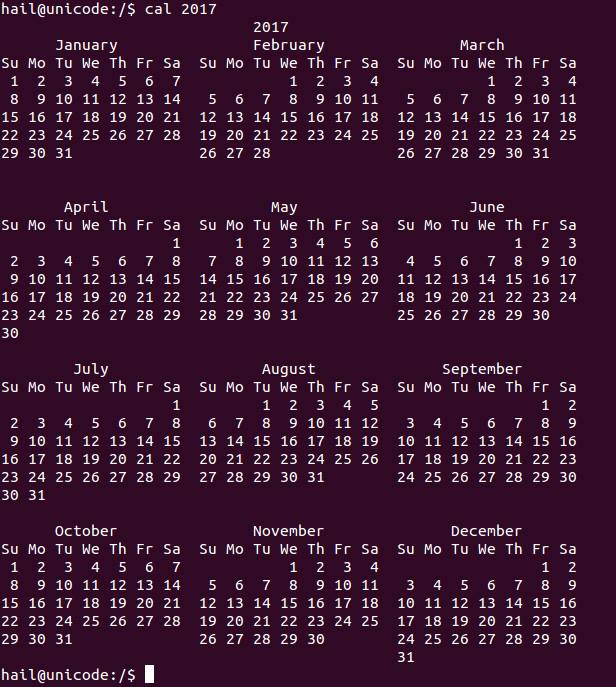 hail@unicode:/$ cal 2017
                            2017
      January               February               March
Su Mo Tu We Th Fr Sa  Su Mo Tu We Th Fr Sa  Su Mo Tu We Th Fr Sa
 1  2  3  4  5  6  7            1  2  3  4            1  2  3  4
 8  9 10 11 12 13 14   5  6  7  8  9 10 11   5  6  7  8  9 10 11
15 16 17 18 19 20 21  12 13 14 15 16 17 18  12 13 14 15 16 17 18
22 23 24 25 26 27 28  19 20 21 22 23 24 25  19 20 21 22 23 24 25
29 30 31              26 27 28              26 27 28 29 30 31

       April                  May                   June
Su Mo Tu We Th Fr Sa  Su Mo Tu We Th Fr Sa  Su Mo Tu We Th Fr Sa
                   1      1  2  3  4  5  6               1  2  3
 2  3  4  5  6  7  8   7  8  9 10 11 12 13   4  5  6  7  8  9 10
 9 10 11 12 13 14 15  14 15 16 17 18 19 20  11 12 13 14 15 16 17
16 17 18 19 20 21 22  21 22 23 24 25 26 27  18 19 20 21 22 23 24
23 24 25 26 27 28 29  28 29 30 31           25 26 27 28 29 30
30

        July                 August              September
Su Mo Tu We Th Fr Sa  Su Mo Tu We Th Fr Sa  Su Mo Tu We Th Fr Sa
                   1         1  2  3  4  5                  1  2
 2  3  4  5  6  7  8   6  7  8  9 10 11 12   3  4  5  6  7  8  9
 9 10 11 12 13 14 15  13 14 15 16 17 18 19  10 11 12 13 14 15 16
16 17 18 19 20 21 22  20 21 22 23 24 25 26  17 18 19 20 21 22 23
23 24 25 26 27 28 29  27 28 29 30 31        24 25 26 27 28 29 30
30 31

      October               November              December
Su Mo Tu We Th Fr Sa  Su Mo Tu We Th Fr Sa  Su Mo Tu We Th Fr Sa
 1  2  3  4  5  6  7            1  2  3  4                  1  2
 8  9 10 11 12 13 14   5  6  7  8  9 10 11   3  4  5  6  7  8  9
15 16 17 18 19 20 21  12 13 14 15 16 17 18  10 11 12 13 14 15 16
22 23 24 25 26 27 28  19 20 21 22 23 24 25  17 18 19 20 21 22 23
29 30 31              26 27 28 29 30        24 25 26 27 28 29 30
                                            31
hail@unicode:/$